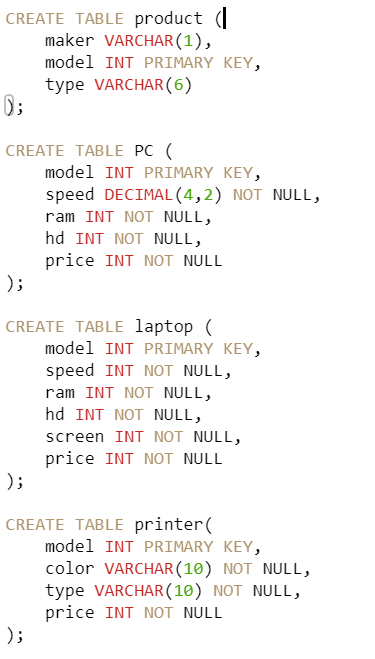 CREATE TABLE product (
    maker VARCHAR(1),
    model INT PRIMARY KEY,
    type VARCHAR(6)
);

CREATE TABLE PC (
    model INT PRIMARY KEY,
    speed DECIMAL(4,2) NOT NULL,
    ram INT NOT NULL,
    hd INT NOT NULL,
    price INT NOT NULL
);

CREATE TABLE laptop (
    model INT PRIMARY KEY,
    speed INT NOT NULL,
    ram INT NOT NULL,
    hd INT NOT NULL,
    screen INT NOT NULL,
    price INT NOT NULL
);

CREATE TABLE printer(
    model INT PRIMARY KEY,
    color VARCHAR(10) NOT NULL,
    type VARCHAR(10) NOT NULL,
    price INT NOT NULL
);